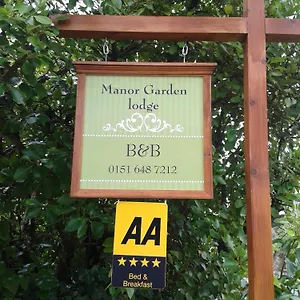 Manor Garden
lodge
B&B
0151 648 7212
AA
★★★★
Bed &
Breakfast